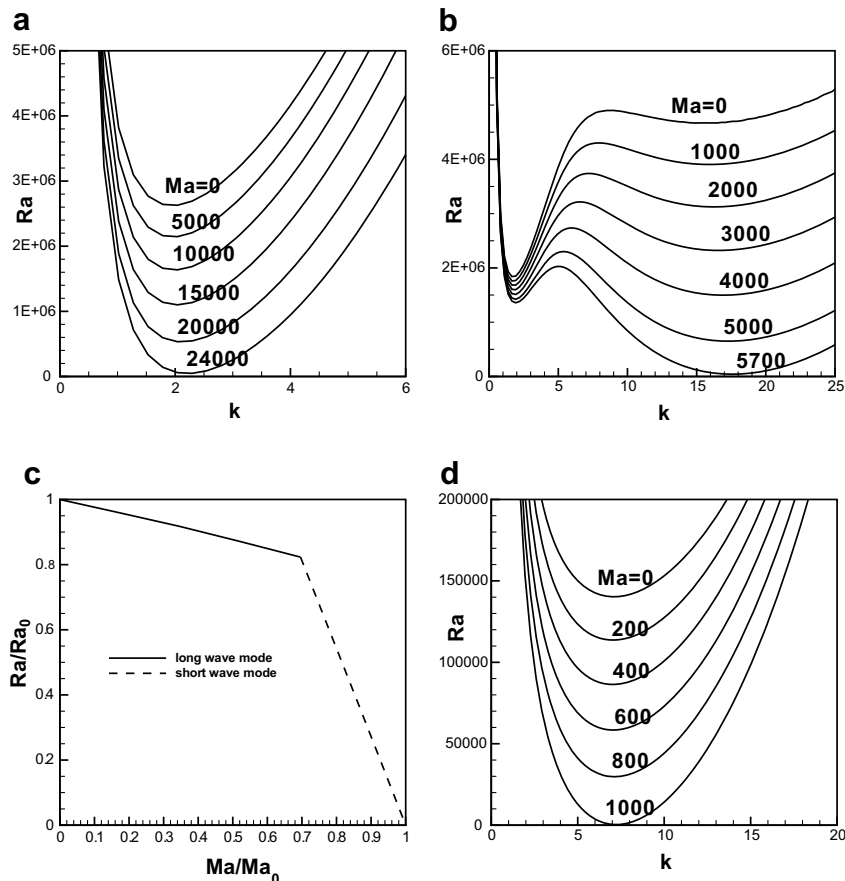 a
5E+06
4E+06
3E+06
2E+06
1E+06
0
Ra
Ma=0
5000
10000
15000
20000
24000
0 2 4 6
k
b
6E+06
4E+06
2E+06
0
Ra
Ma=0
1000
2000
3000
4000
5000
5700
0 5 10 15 20 25
k
c
1
0.8
0.6
0.4
0.2
0
Ra/Ra0
long wave mode
short wave mode
0 0.1 0.2 0.3 0.4 0.5 0.6 0.7 0.8 0.9 1
Ma/Ma0
d
200000
150000
100000
50000
0
Ra
Ma=0
200
400
600
800
1000
0 5 10 15 20
k